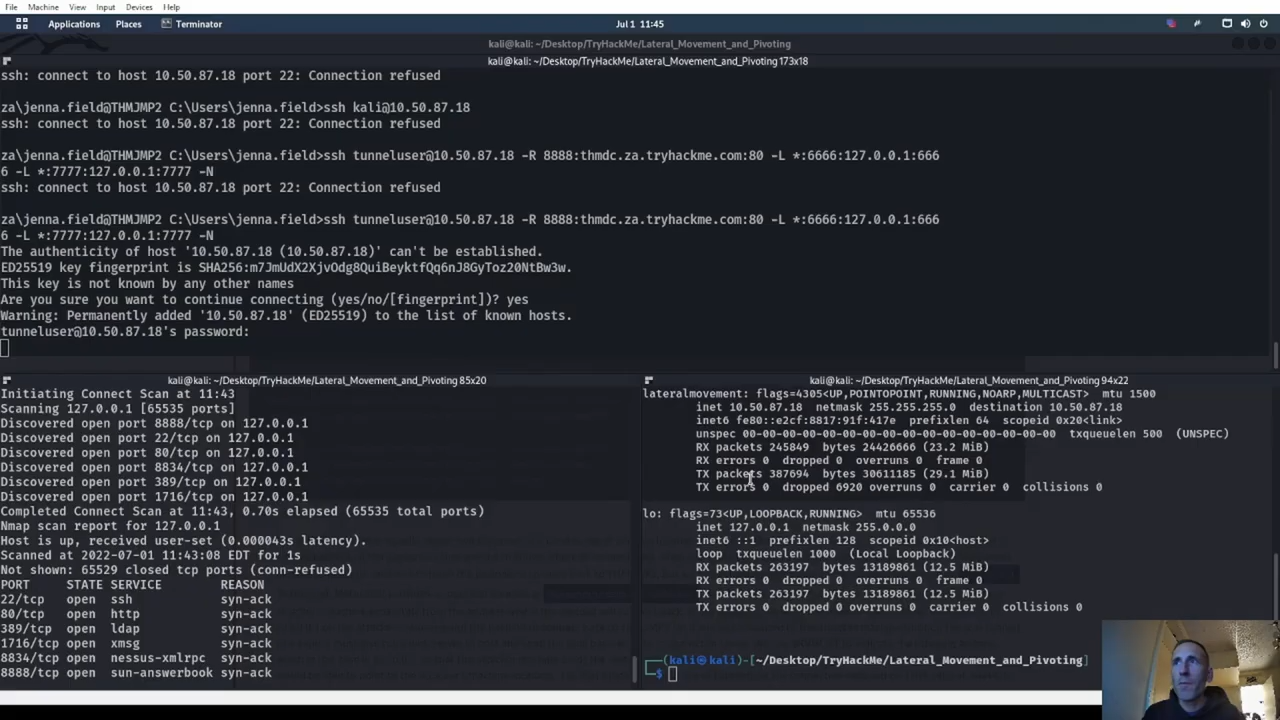 File Machine View Input Devices Help
Applications Places Terminator Jul 1 11:45
kali@kali: ~/Desktop/TryHackMe/Lateral_Movement_and_Pivoting
kali@kali: ~/Desktop/TryHackMe/Lateral_Movement_and_Pivoting 173x18
ssh: connect to host 10.50.87.18 port 22: Connection refused
za\jenna.field@THMJMP2 C:\Users\jenna.field>ssh kali@10.50.87.18
ssh: connect to host 10.50.87.18 port 22: Connection refused
za\jenna.field@THMJMP2 C:\Users\jenna.field>ssh tunneluser@10.50.87.18 -R 8888:thmdc.za.tryhackme.com:80 -L *:6666:127.0.0.1:666
6 -L *:7777:127.0.0.1:7777 -N
ssh: connect to host 10.50.87.18 port 22: Connection refused
za\jenna.field@THMJMP2 C:\Users\jenna.field>ssh tunneluser@10.50.87.18 -R 8888:thmdc.za.tryhackme.com:80 -L *:6666:127.0.0.1:666
6 -L *:7777:127.0.0.1:7777 -N
The authenticity of host '10.50.87.18 (10.50.87.18)' can't be established.
ED25519 key fingerprint is SHA256:m7JmUdX2XjvOdg8QuiBeyktfQq6nJ8GyToz20NtBw3w.
This key is not known by any other names
Are you sure you want to continue connecting (yes/no/[fingerprint])? yes
Warning: Permanently added '10.50.87.18' (ED25519) to the list of known hosts.
tunneluser@10.50.87.18's password:
kali@kali: ~/Desktop/TryHackMe/Lateral_Movement_and_Pivoting 85x20
Initiating Connect Scan at 11:43
Scanning 127.0.0.1 [65535 ports]
Discovered open port 8888/tcp on 127.0.0.1
Discovered open port 22/tcp on 127.0.0.1
Discovered open port 80/tcp on 127.0.0.1
Discovered open port 8834/tcp on 127.0.0.1
Discovered open port 389/tcp on 127.0.0.1
Discovered open port 1716/tcp on 127.0.0.1
Completed Connect Scan at 11:43, 0.70s elapsed (65535 total ports)
Nmap scan report for 127.0.0.1
Host is up, received user-set (0.000043s latency).
Scanned at 2022-07-01 11:43:08 EDT for 1s
Not shown: 65529 closed tcp ports (conn-refused)
PORT STATE SERVICE REASON
22/tcp open ssh syn-ack
80/tcp open http syn-ack
389/tcp open ldap syn-ack
1716/tcp open xmsg syn-ack
8834/tcp open nessus-xmlrpc syn-ack
8888/tcp open sun-answerbook syn-ack
kali@kali: ~/Desktop/TryHackMe/Lateral_Movement_and_Pivoting 94x22
lateralmovement: flags=4305<UP,POINTOPOINT,RUNNING,NOARP,MULTICAST> mtu 1500
inet 10.50.87.18 netmask 255.255.255.0 destination 10.50.87.18
inet6 fe80::e2cf:8817:91f:417e prefixlen 64 scopeid 0x20<link>
unspec 00-00-00-00-00-00-00-00-00-00-00-00-00-00-00-00 txqueuelen 500 (UNSPEC)
RX packets 245849 bytes 24426666 (23.2 MiB)
RX errors 0 dropped 0 overruns 0 frame 0
TX packets 387694 bytes 30611185 (29.1 MiB)
TX errors 0 dropped 6920 overruns 0 carrier 0 collisions 0
lo: flags=73<UP,LOOPBACK,RUNNING> mtu 65536
inet 127.0.0.1 netmask 255.0.0.0
inet6 ::1 prefixlen 128 scopeid 0x10<host>
loop txqueuelen 1000 (Local Loopback)
RX packets 263197 bytes 13189861 (12.5 MiB)
RX errors 0 dropped 0 overruns 0 frame 0
TX packets 263197 bytes 13189861 (12.5 MiB)
TX errors 0 dropped 0 overruns 0 carrier 0 collisions 0
(kali㉿kali)-[~/Desktop/TryHackMe/Lateral_Movement_and_Pivoting]
$